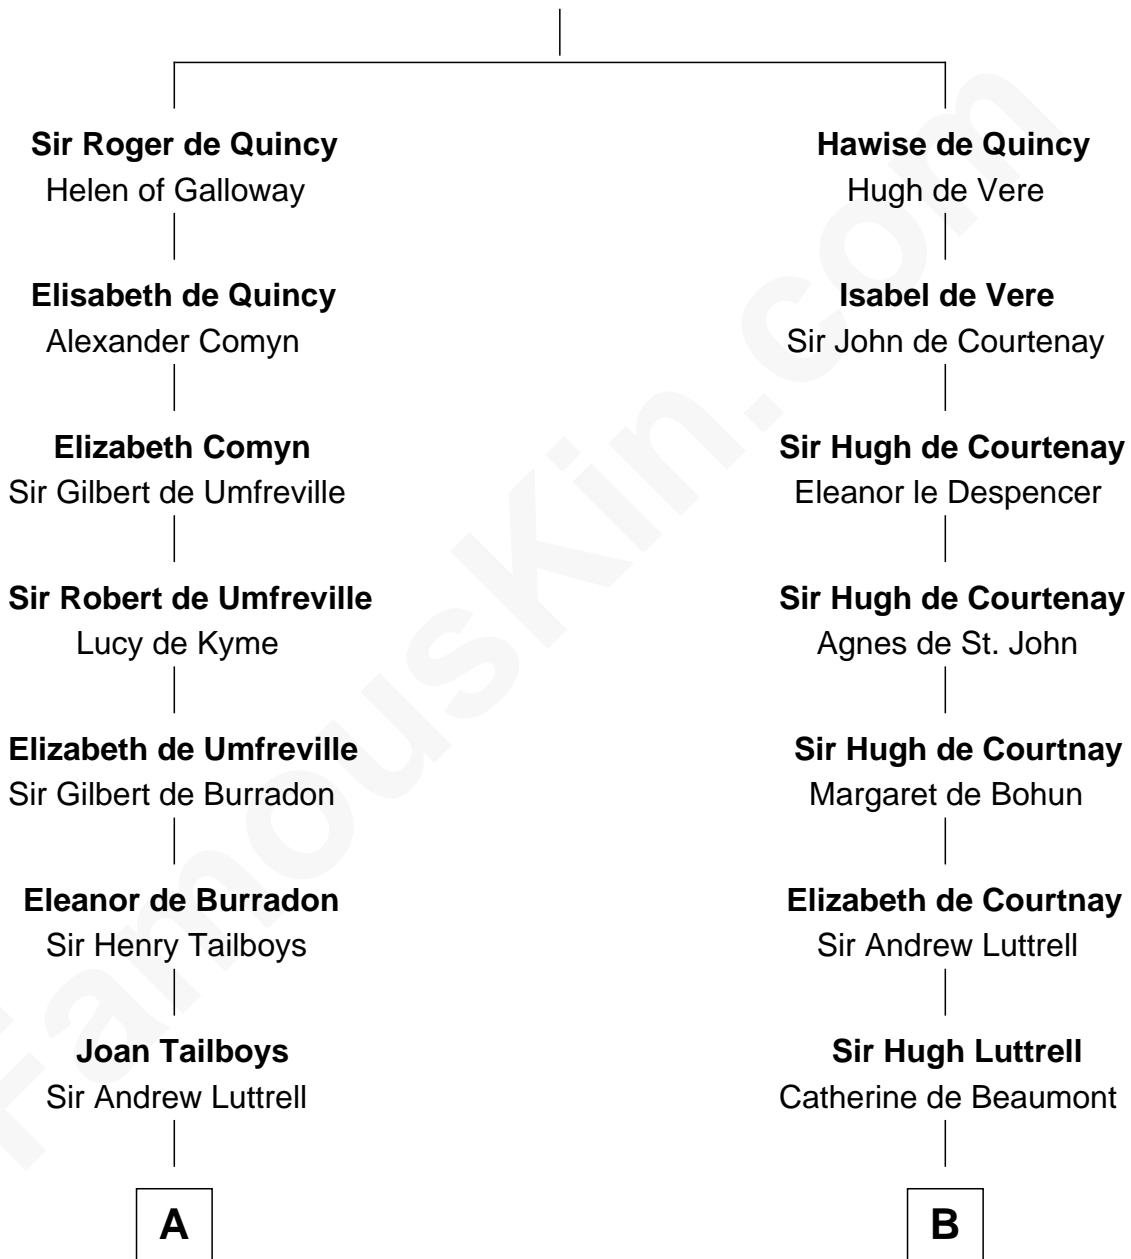 Sir Roger de Quincy
Helen of Galloway
Elisabeth de Quincy
Alexander Comyn
Elizabeth Comyn
Sir Gilbert de Umfreville
Sir Robert de Umfreville
Lucy de Kyme
Elizabeth de Umfreville
Sir Gilbert de Burradon
Eleanor de Burradon
Sir Henry Tailboys
Joan Tailboys
Sir Andrew Luttrell
A
Hawise de Quincy
Hugh de Vere
Isabel de Vere
Sir John de Courtenay
Sir Hugh de Courtenay
Eleanor le Despencer
Sir Hugh de Courtenay
Agnes de St. John
Sir Hugh de Courtnay
Margaret de Bohun
Elizabeth de Courtnay
Sir Andrew Luttrell
Sir Hugh Luttrell
Catherine de Beaumont
B
FamousKin.com